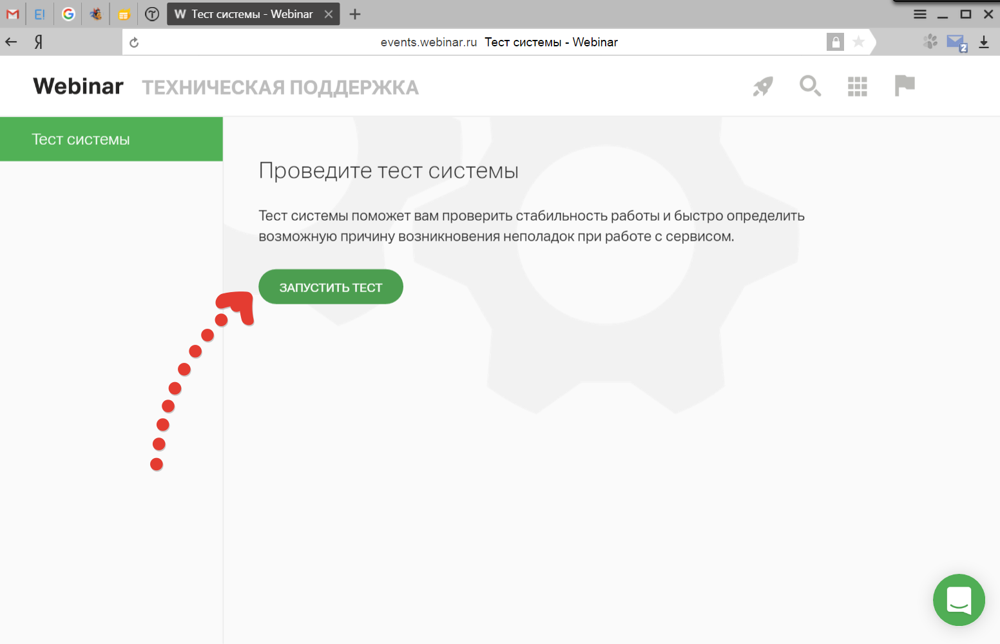 E!
W Тест системы - Webinar
Я
events.webinar.ru Тест системы - Webinar
2
Webinar ТЕХНИЧЕСКАЯ ПОДДЕРЖКА
Тест системы
Проведите тест системы
Тест системы поможет вам проверить стабильность работы и быстро определить
возможную причину возникновения неполадок при работе с сервисом.
ЗАПУСТИТЬ ТЕСТ